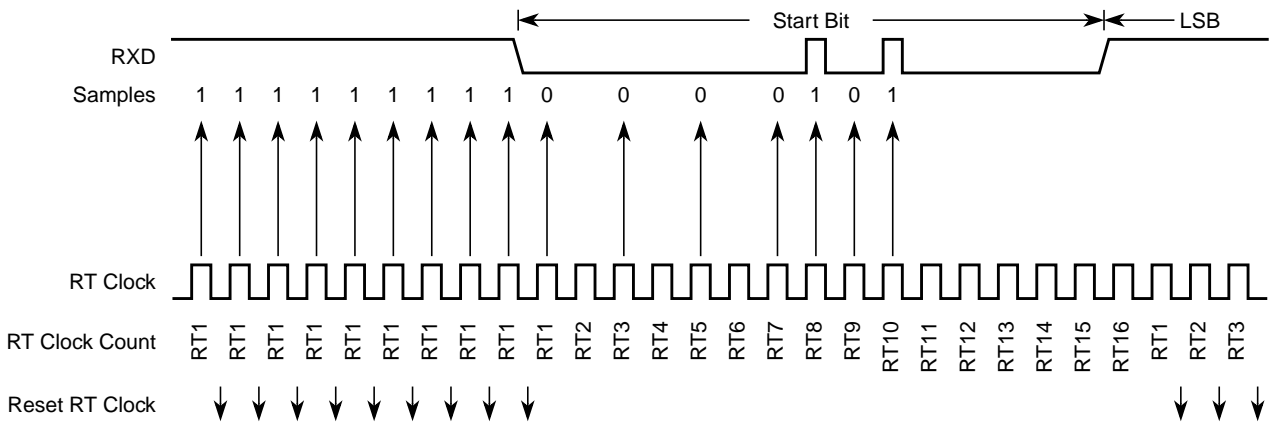 Start Bit LSB
RXD
Samples 1 1 1 1 1 1 1 1 1 0 0 0 0 1 0 1
RT Clock
RT Clock Count RT1 RT1 RT1 RT1 RT1 RT1 RT1 RT1 RT1 RT1 RT2 RT3 RT4 RT5 RT6 RT7 RT8 RT9 RT10 RT11 RT12 RT13 RT14 RT15 RT16 RT1 RT2 RT3
Reset RT Clock